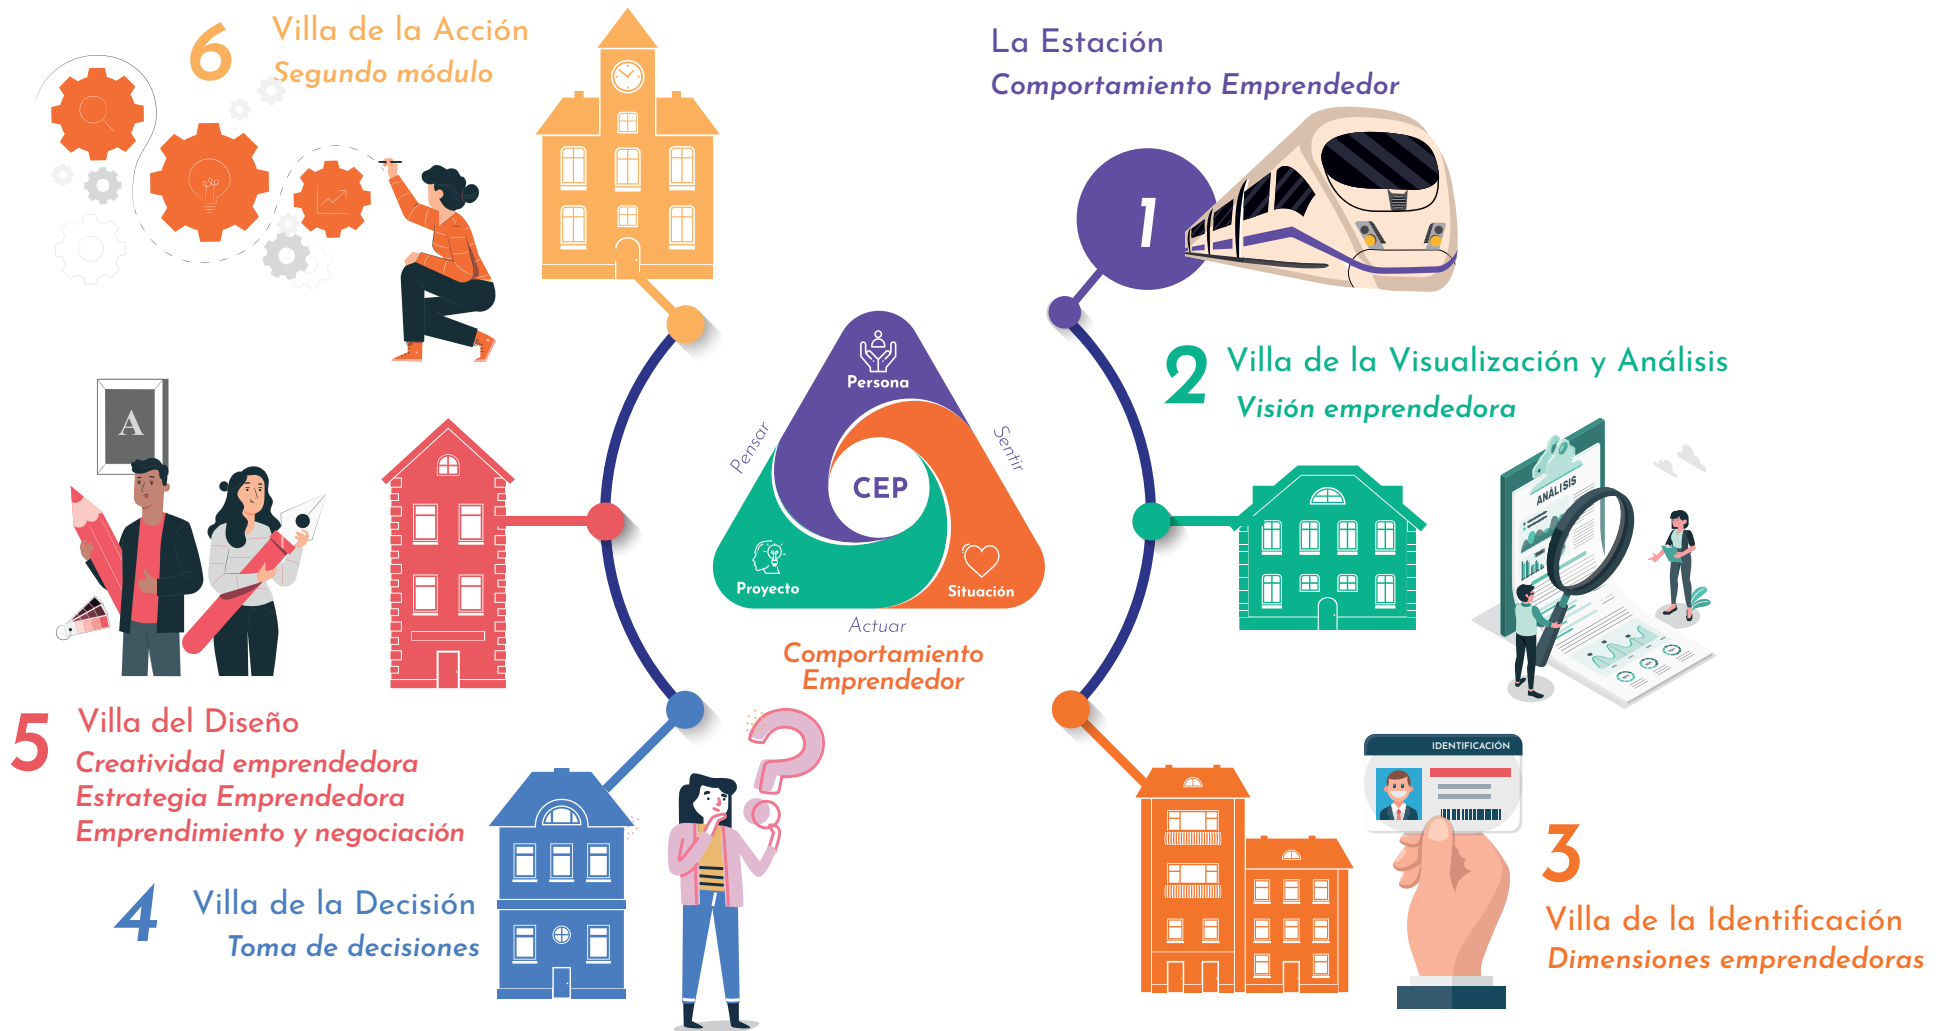 6
Villa de la Acción
Segundo módulo
La Estación
Comportamiento Emprendedor
1
2
Villa de la Visualización y Análisis
Visión emprendedora
ANÁLISIS
Persona
Pensar
Sentir
CEP
Proyecto
Situación
Actuar
Comportamiento
Emprendedor
A
5
Villa del Diseño
Creatividad emprendedora
Estrategia Emprendedora
Emprendimiento y negociación
4
Villa de la Decisión
Toma de decisiones
?
IDENTIFICACIÓN
3
Villa de la Identificación
Dimensiones emprendedoras